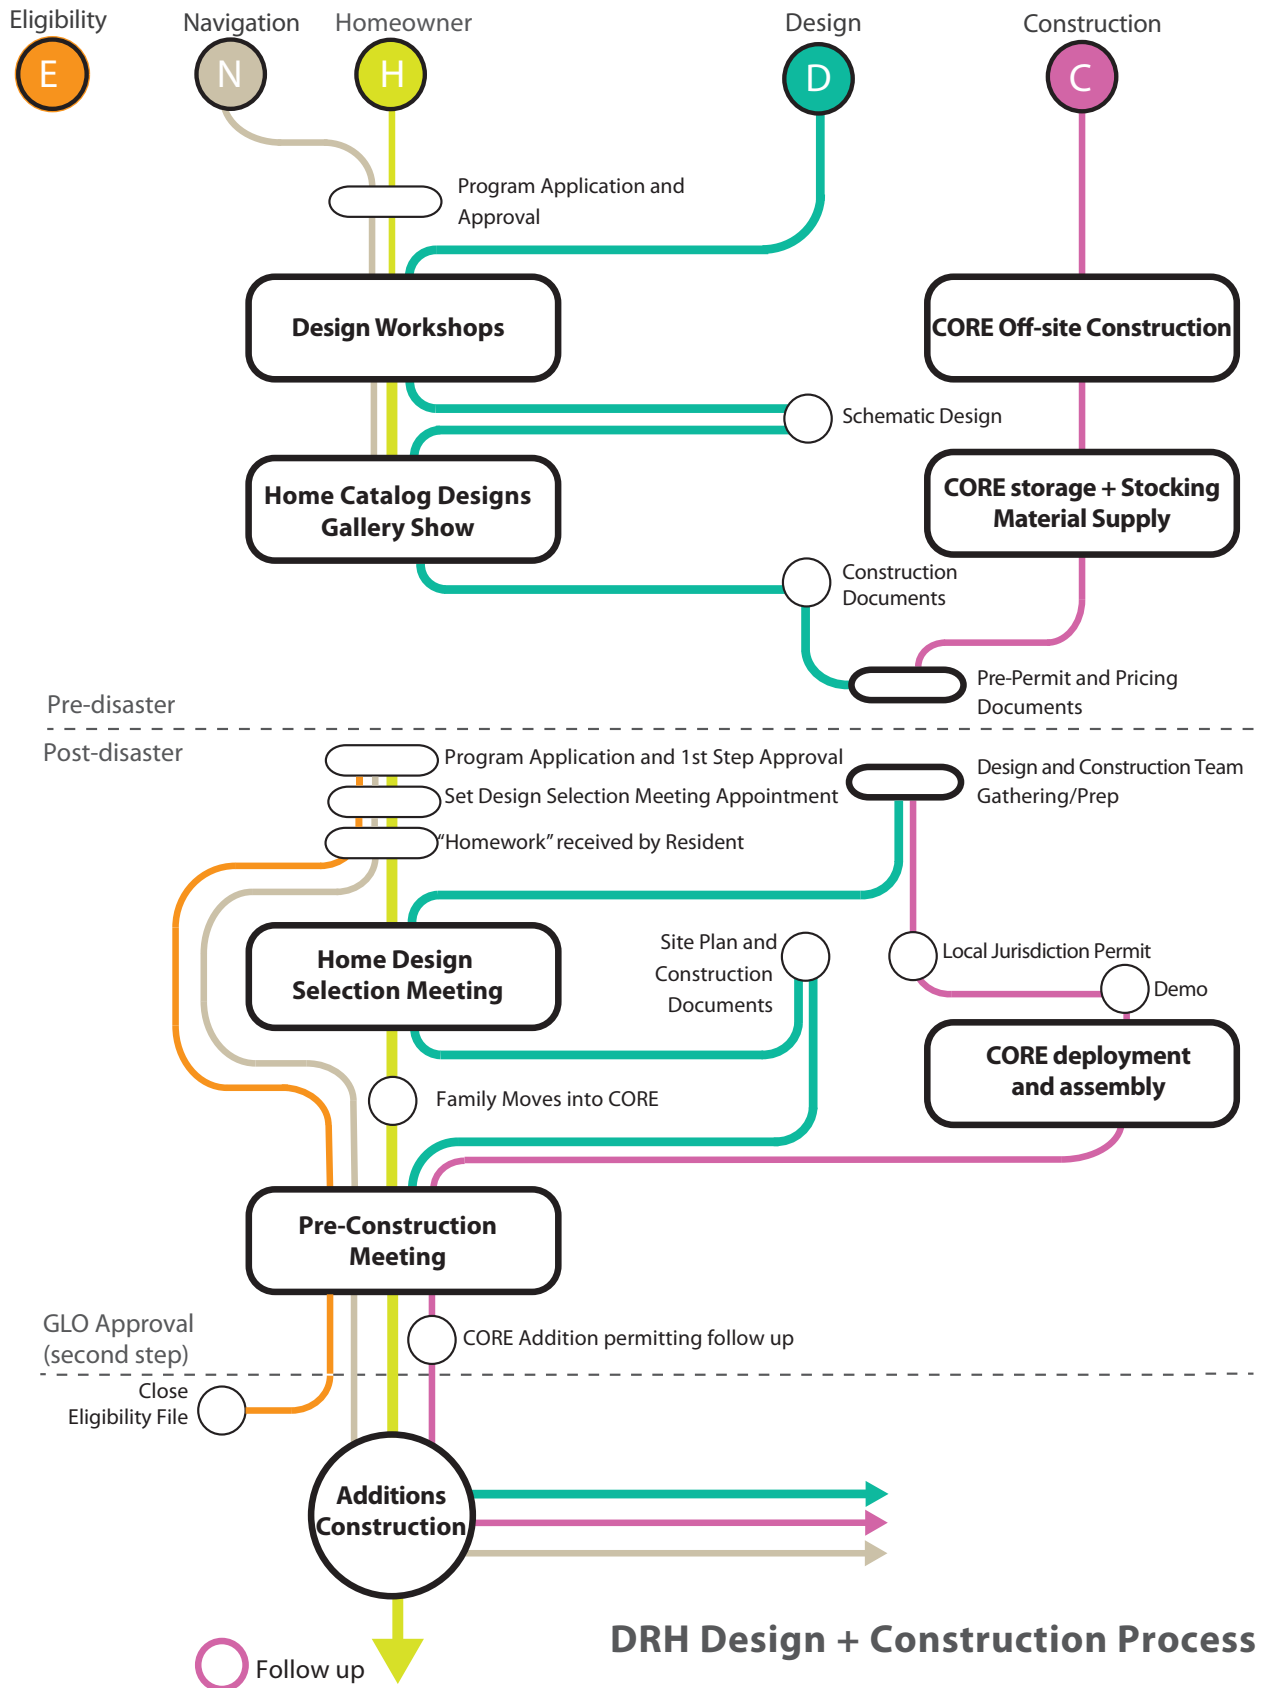 Eligibility
Navigation
Homeowner
Design
Construction
E
N
H
D
C
Program Application and
Approval
Design Workshops
CORE Off-site Construction
Schematic Design
Home Catalog Designs
Gallery Show
CORE storage + Stocking
Material Supply
Construction
Documents
Pre-Permit and Pricing
Documents
Pre-disaster
Post-disaster
Program Application and 1st Step Approval
Design and Construction Team
Gathering/Prep
Set Design Selection Meeting Appointment
“Homework” received by Resident
Home Design
Selection Meeting
Site Plan and
Construction
Documents
Local Jurisdiction Permit
Demo
CORE deployment
and assembly
Family Moves into CORE
Pre-Construction
Meeting
GLO Approval
(second step)
CORE Addition permitting follow up
Close
Eligibility File
Additions
Construction
DRH Design + Construction Process
Follow up